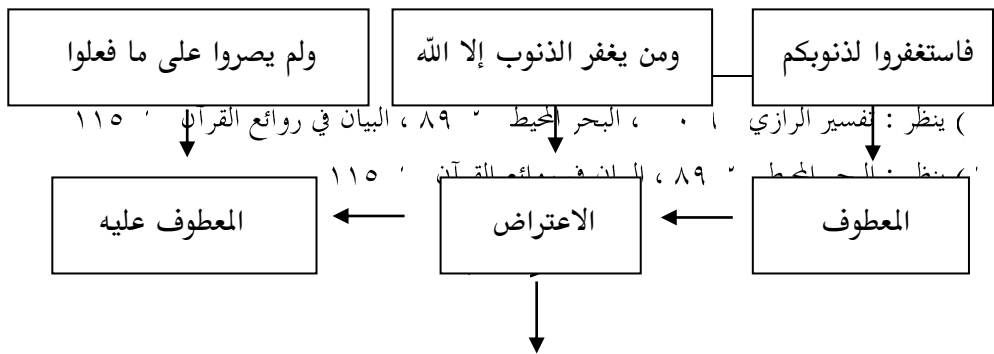 فاستغفروا لذنوبكم ومن يغفر الذنوب إلا الله ولم يصروا على ما فعلوا
) ينظر : تفسير الرازي ، البحر المحيط ٨٩ ، البيان في روائع القرآن ١١٥
) ينظر : البحر المحيط ٨٩ ، البيان في روائع القرآن ١١٥
المعطوف الاعتراض المعطوف عليه